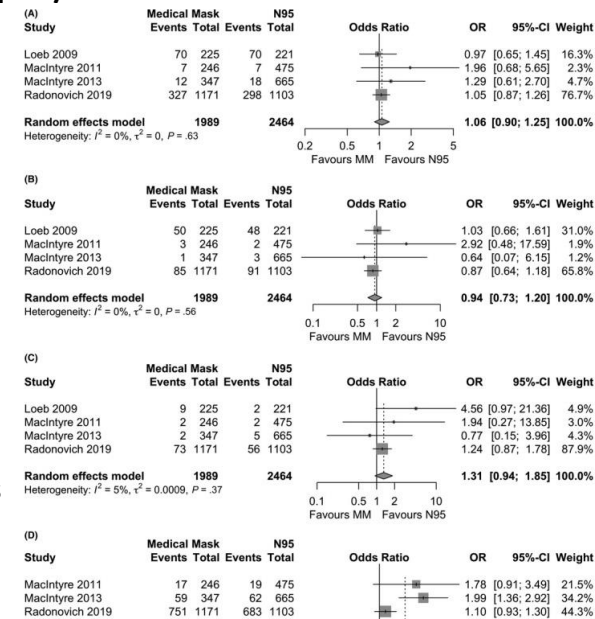 (A)
Medical Mask N95
Study Events Total Events Total Odds Ratio OR 95%-CI Weight
Loeb 2009 70 225 70 221 0.97 [0.65; 1.45] 16.3%
MacIntyre 2011 7 246 7 475 1.96 [0.68; 5.65] 2.3%
MacIntyre 2013 12 347 18 665 1.29 [0.61; 2.70] 4.7%
Radonovich 2019 327 1171 298 1103 1.05 [0.87; 1.26] 76.7%
Random effects model 1989 2464 1.06 [0.90; 1.25] 100.0%
Heterogeneity: I² = 0%, τ² = 0, P = .63
0.2 0.5 1 2 5
Favours MM Favours N95
(B)
Medical Mask N95
Study Events Total Events Total Odds Ratio OR 95%-CI Weight
Loeb 2009 50 225 48 221 1.03 [0.66; 1.61] 31.0%
MacIntyre 2011 3 246 2 475 2.92 [0.48; 17.59] 1.9%
MacIntyre 2013 1 347 3 665 0.64 [0.07; 6.15] 1.2%
Radonovich 2019 85 1171 91 1103 0.87 [0.64; 1.18] 65.8%
Random effects model 1989 2464 0.94 [0.73; 1.20] 100.0%
Heterogeneity: I² = 0%, τ² = 0, P = .56
0.1 0.5 1 2 10
Favours MM Favours N95
(C)
Medical Mask N95
Study Events Total Events Total Odds Ratio OR 95%-CI Weight
Loeb 2009 9 225 2 221 4.56 [0.97; 21.36] 4.9%
MacIntyre 2011 2 246 2 475 1.94 [0.27; 13.85] 3.0%
MacIntyre 2013 2 347 5 665 0.77 [0.15; 3.96] 4.3%
Radonovich 2019 73 1171 56 1103 1.24 [0.87; 1.78] 87.9%
Random effects model 1989 2464 1.31 [0.94; 1.85] 100.0%
Heterogeneity: I² = 5%, τ² = 0.0009, P = .37
0.1 0.5 1 2 10
Favours MM Favours N95
(D)
Medical Mask N95
Study Events Total Events Total Odds Ratio OR 95%-CI Weight
MacIntyre 2011 17 246 19 475 1.78 [0.91; 3.49] 21.5%
MacIntyre 2013 59 347 62 665 1.99 [1.36; 2.92] 34.2%
Radonovich 2019 751 1171 683 1103 1.10 [0.93; 1.30] 44.3%